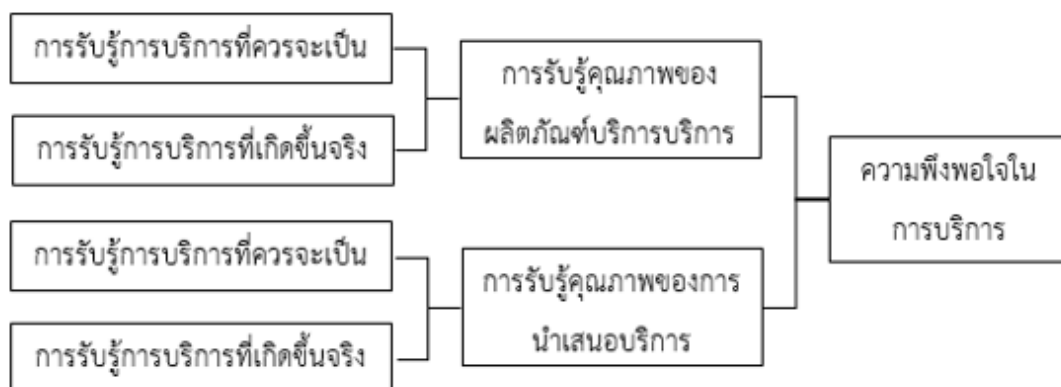 การรับรู้การบริการที่ควรจะเป็น
การรับรู้การบริการที่เกิดขึ้นจริง
การรับรู้คุณภาพของ
ผลิตภัณฑ์บริการบริการ
การรับรู้การบริการที่ควรจะเป็น
การรับรู้การบริการที่เกิดขึ้นจริง
การรับรู้คุณภาพของการ
นำเสนอบริการ
ความพึงพอใจใน
การบริการ